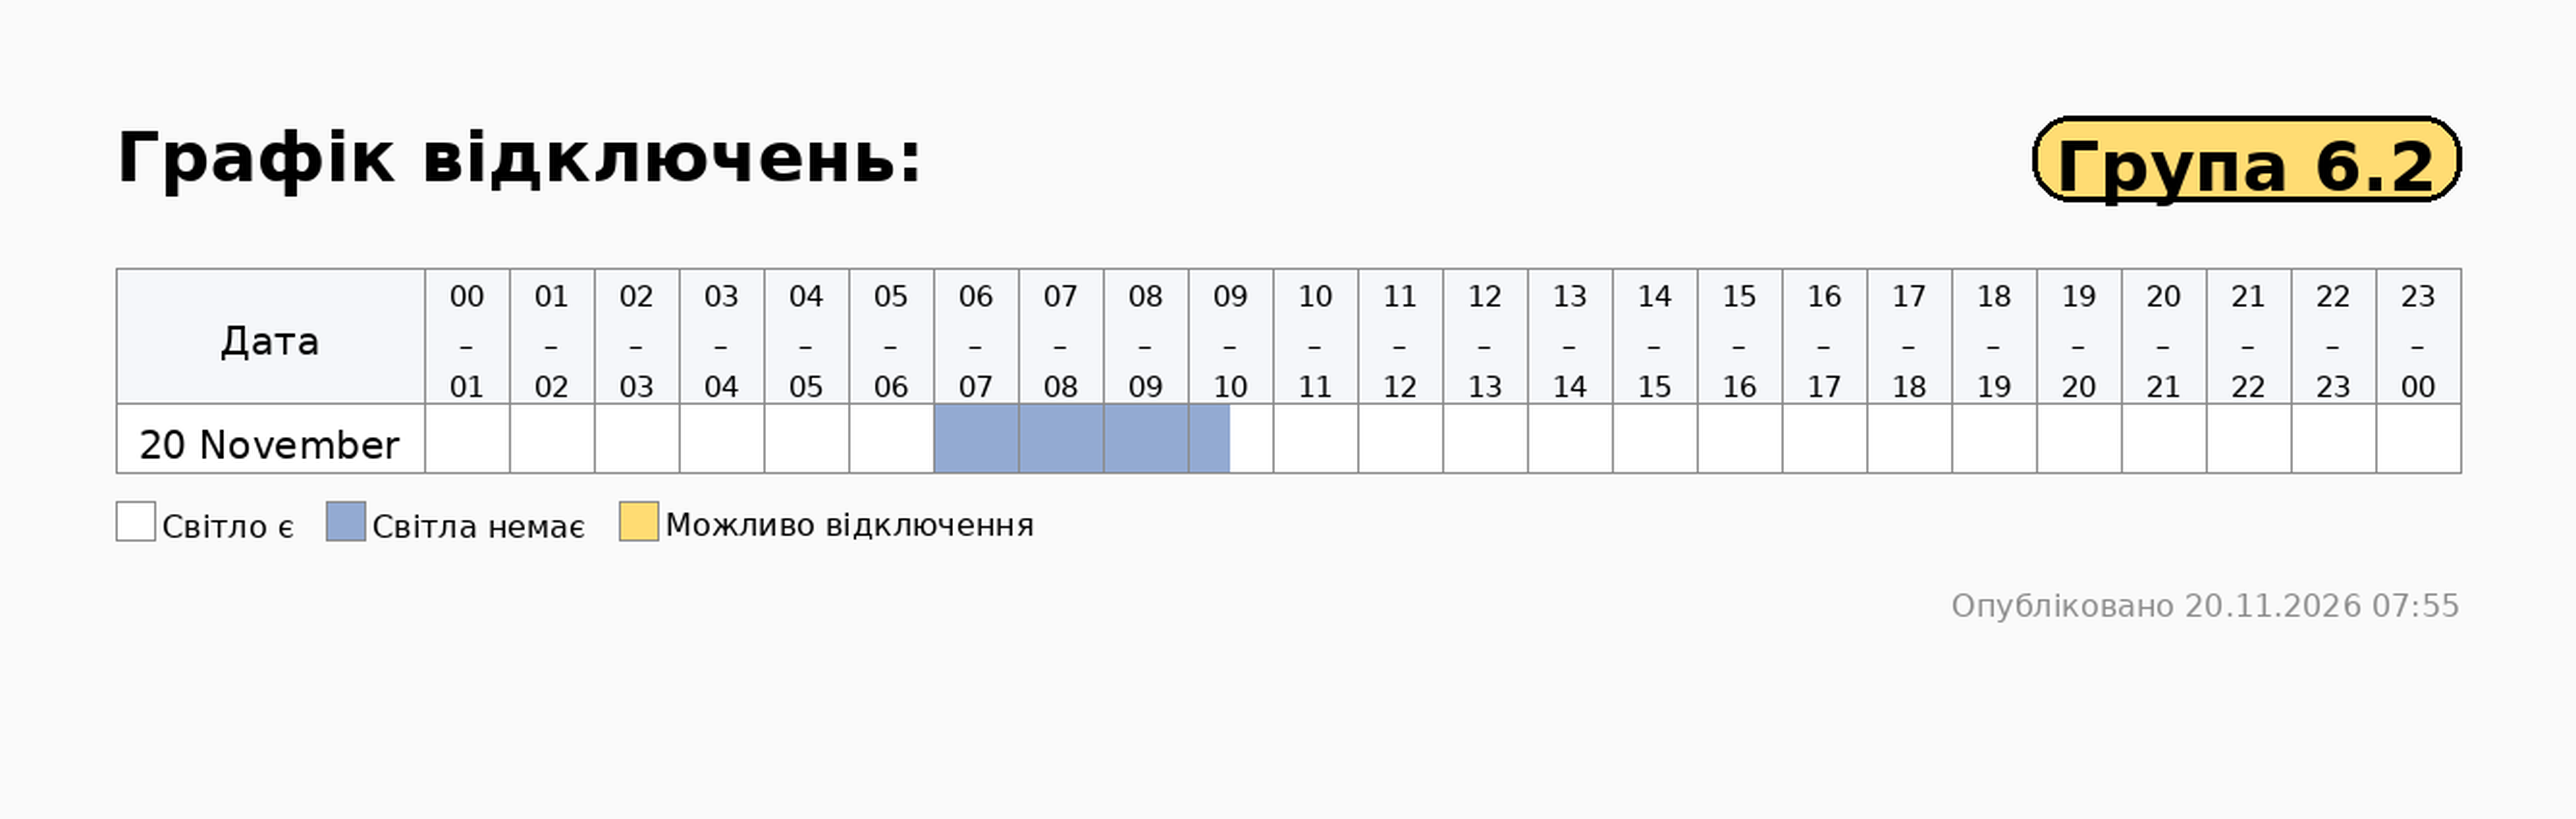 Графік відключень:
Група 6.2
Дата
00 – 01
01 – 02
02 – 03
03 – 04
04 – 05
05 – 06
06 – 07
07 – 08
08 – 09
09 – 10
10 – 11
11 – 12
12 – 13
13 – 14
14 – 15
15 – 16
16 – 17
17 – 18
18 – 19
19 – 20
20 – 21
21 – 22
22 – 23
23 – 00
20 November
Світло є
Світла немає
Можливо відключення
Опубліковано 20.11.2026 07:55